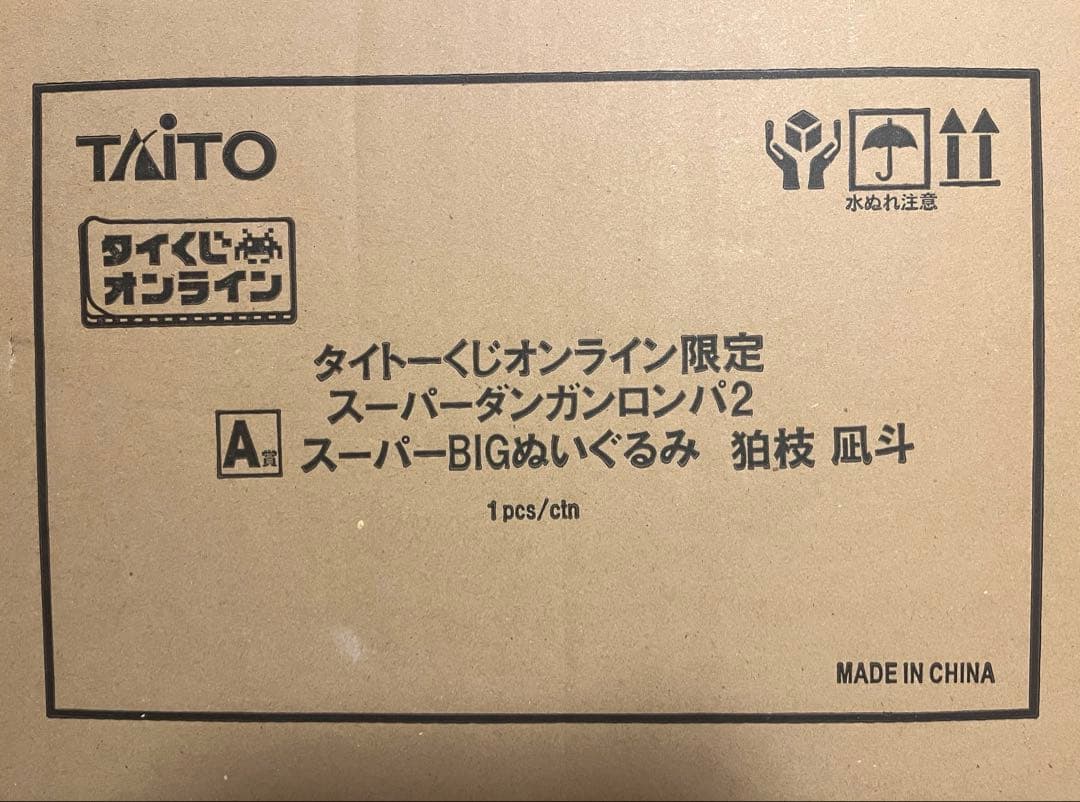 TAITO
水ぬれ注意
タイくじ
オンライン
タイトーくじオンライン限定
スーパーダンガンロンパ2
A賞 スーパーBIGぬいぐるみ 狛枝 凪斗
1pcs/ctn
MADE IN CHINA